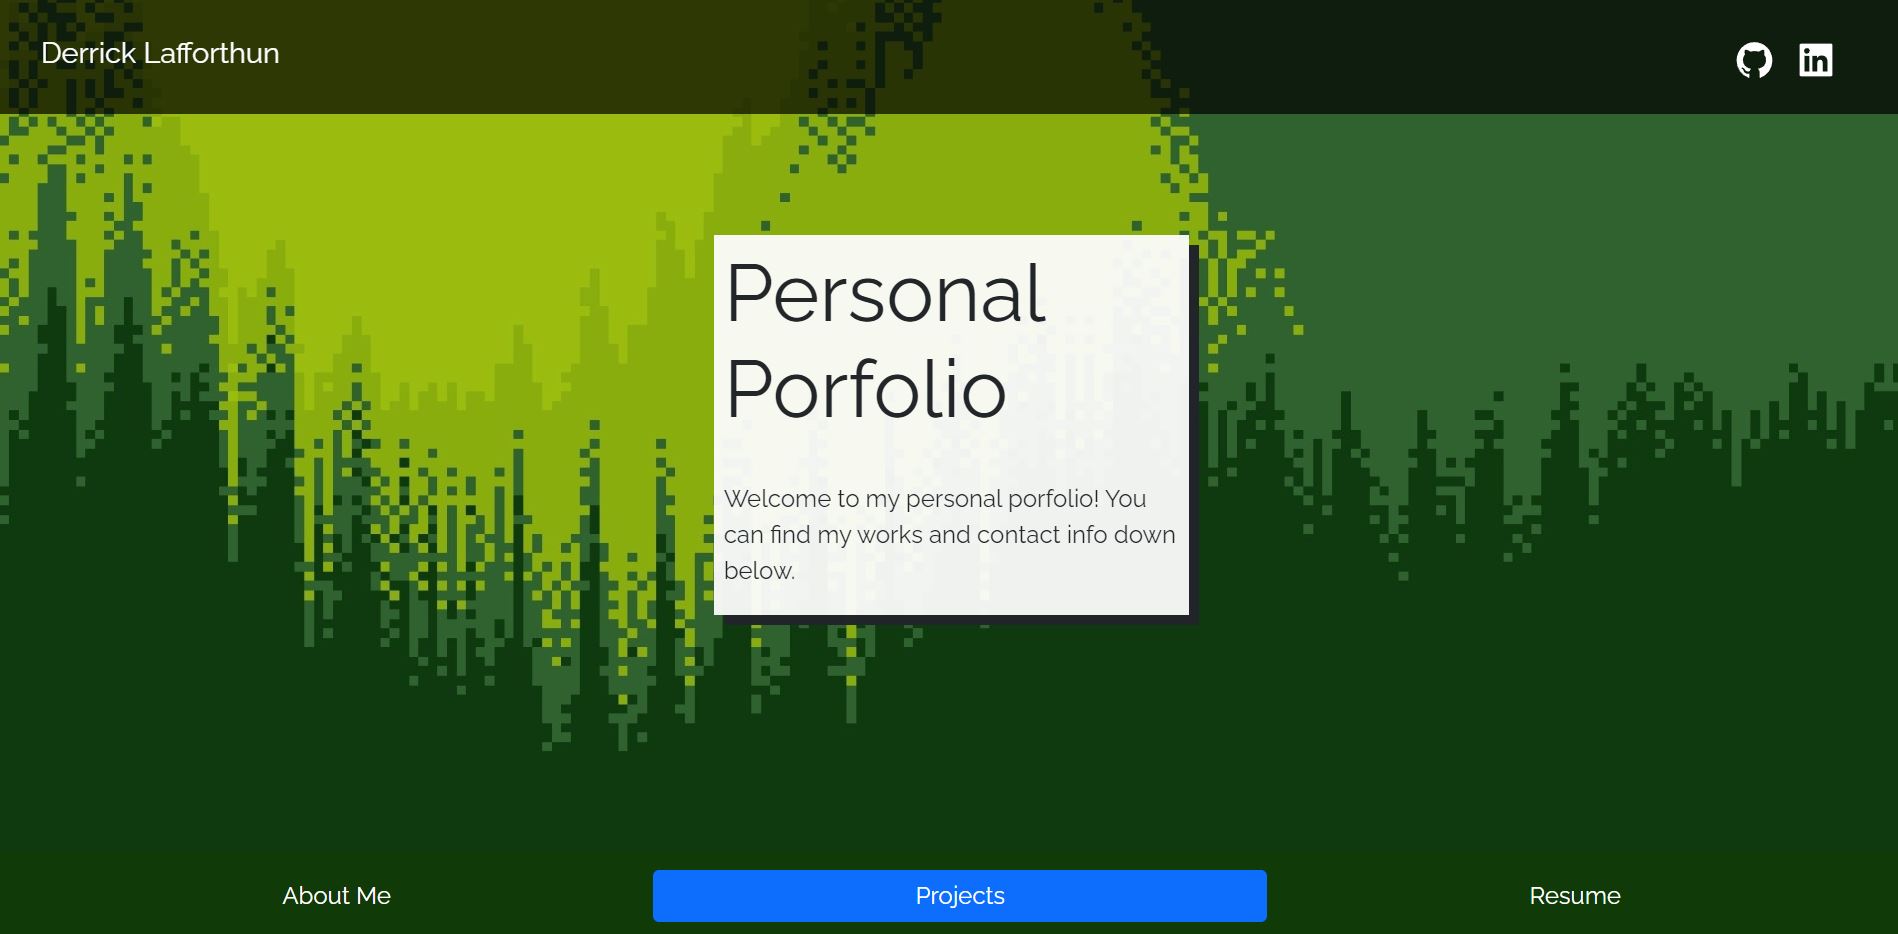 Derrick Lafforthun
in
Personal
Porfolio
Welcome to my personal porfolio! You
can find my works and contact info down
below.
About Me
Projects
Resume